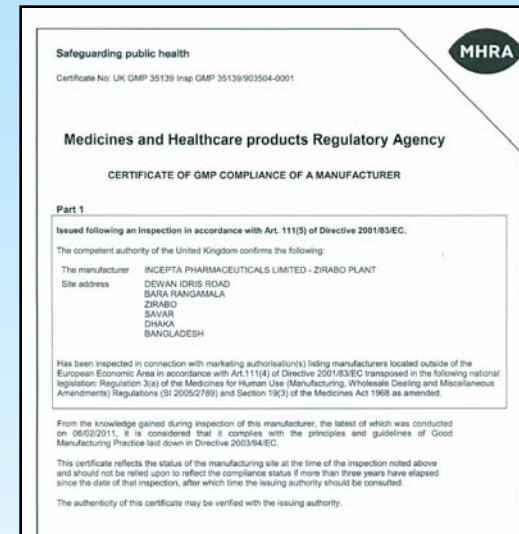 Safeguarding public health
MHRA
Certificate No: UK GMP 35139 Insp GMP 35139/903504-0001
Medicines and Healthcare products Regulatory Agency
CERTIFICATE OF GMP COMPLIANCE OF A MANUFACTURER
Part 1
Issued following an inspection in accordance with Art. 111(5) of Directive 2001/83/EC.
The competent authority of the United Kingdom confirms the following:
The manufacturer INCEPTA PHARMACEUTICALS LIMITED - ZIRABO PLANT
Site address DEWAN IDRIS ROAD
BARA RANGAMALA
ZIRABO
SAVAR
DHAKA
BANGLADESH
Has been inspected in connection with marketing authorisation(s) listing manufacturers located outside of the
European Economic Area in accordance with Art.111(4) of Directive 2001/83/EC transposed in the following national
legislation: Regulation 3(a) of the Medicines for Human Use (Manufacturing, Wholesale Dealing and Miscellaneous
Amendments) Regulations (SI 2005/2789) and Section 19(3) of the Medicines Act 1968 as amended.
From the knowledge gained during inspection of this manufacturer, the latest of which was conducted
on 06/02/2011, it is considered that it complies with the principles and guidelines of Good
Manufacturing Practice laid down in Directive 2003/94/EC.
This certificate reflects the status of the manufacturing site at the time of the inspection noted above
and should not be relied upon to reflect the compliance status if more than three years have elapsed
since the date of that inspection, after which time the issuing authority should be consulted.
The authenticity of this certificate may be verified with the issuing authority.